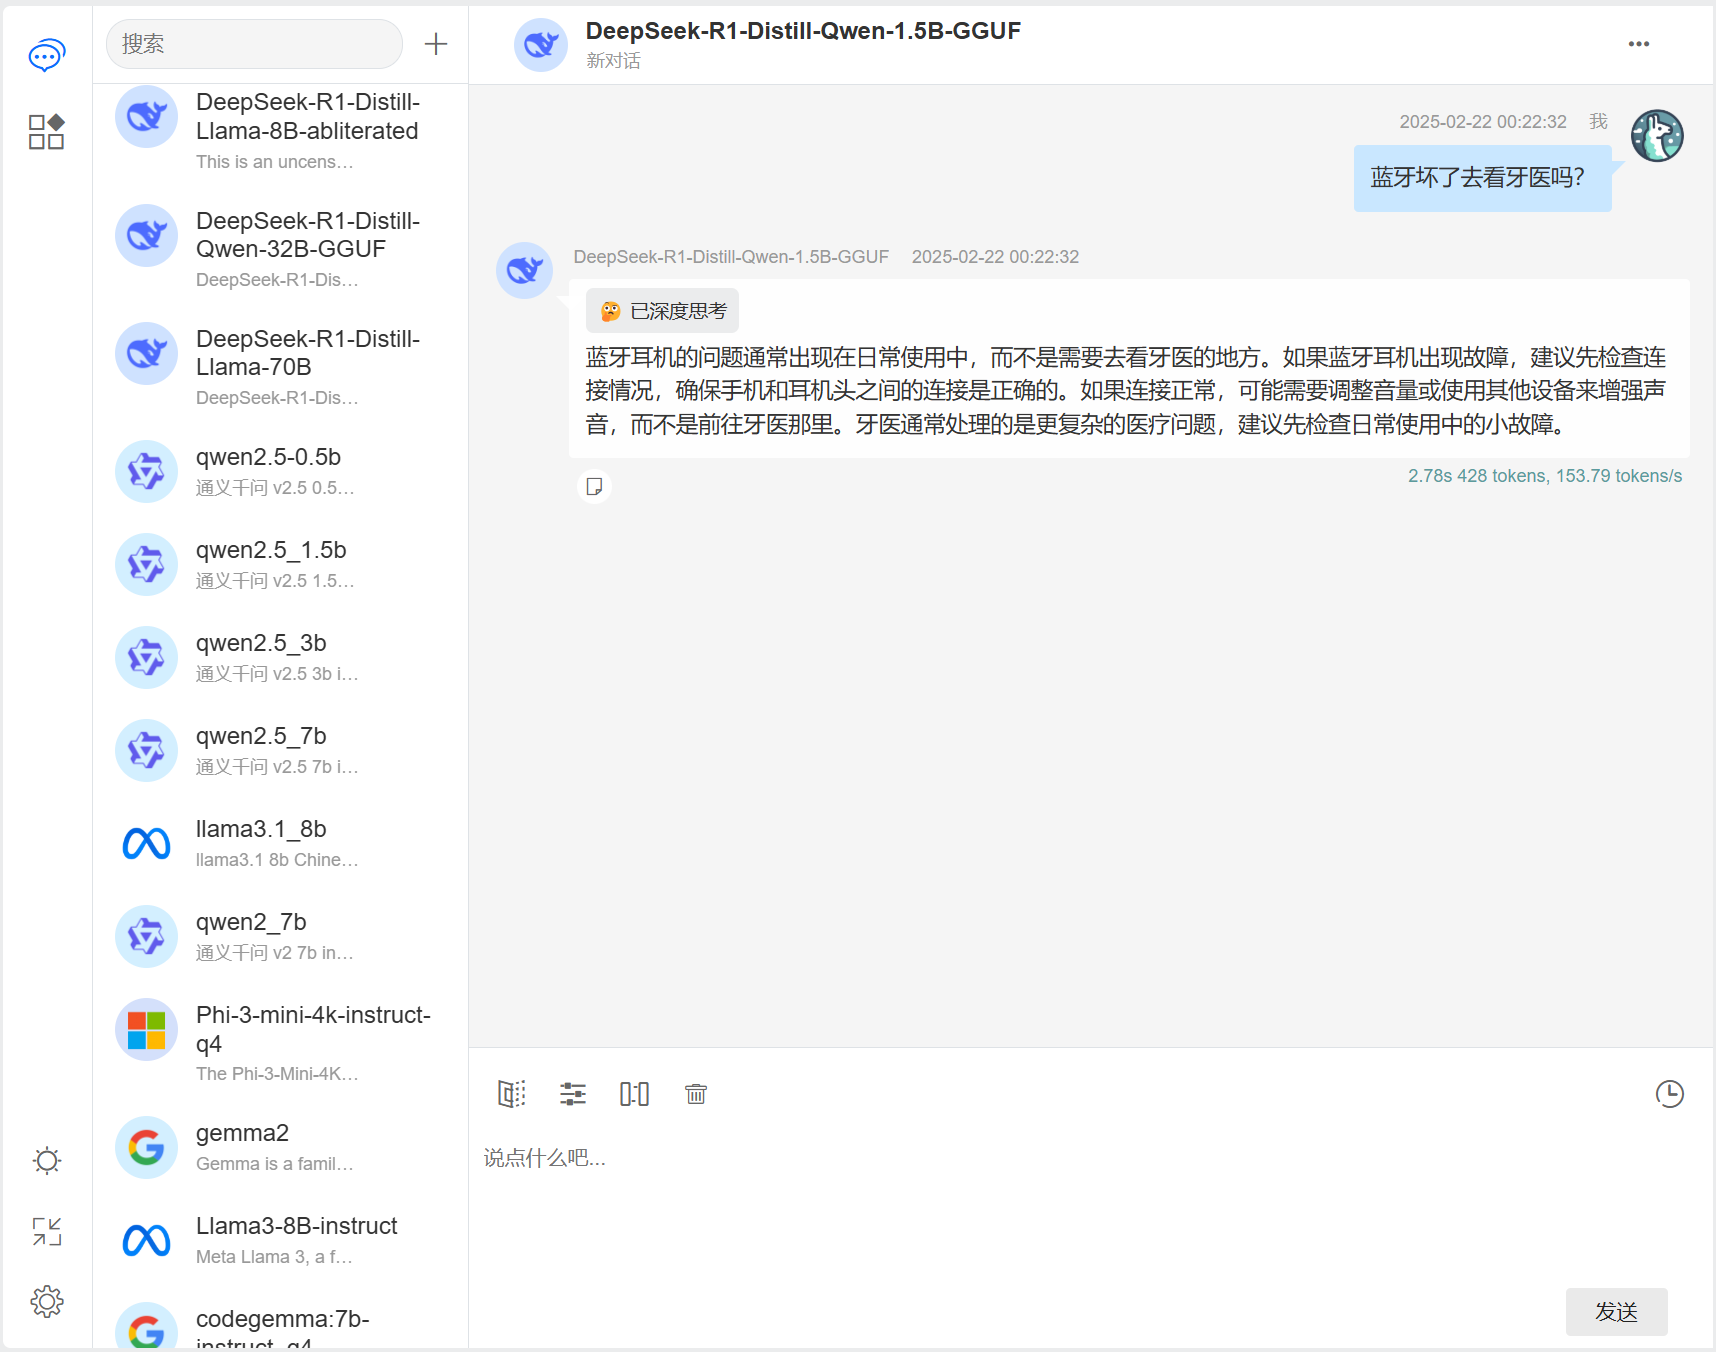 搜索
DeepSeek-R1-Distill-
Llama-8B-abliterated
This is an uncens…
DeepSeek-R1-Distill-
Qwen-32B-GGUF
DeepSeek-R1-Dis…
DeepSeek-R1-Distill-
Llama-70B
DeepSeek-R1-Dis…
qwen2.5-0.5b
通义千问 v2.5 0.5…
qwen2.5_1.5b
通义千问 v2.5 1.5…
qwen2.5_3b
通义千问 v2.5 3b i…
qwen2.5_7b
通义千问 v2.5 7b i…
llama3.1_8b
llama3.1 8b Chine…
qwen2_7b
通义千问 v2 7b in…
Phi-3-mini-4k-instruct-
q4
The Phi-3-Mini-4K…
gemma2
Gemma is a famil…
Llama3-8B-instruct
Meta Llama 3, a f…
codegemma:7b-
instruct_q4
DeepSeek-R1-Distill-Qwen-1.5B-GGUF
新对话
2025-02-22 00:22:32 我
蓝牙坏了去看牙医吗？
DeepSeek-R1-Distill-Qwen-1.5B-GGUF 2025-02-22 00:22:32
已深度思考
蓝牙耳机的问题通常出现在日常使用中，而不是需要去看牙医的地方。如果蓝牙耳机出现故障，建议先检查连
接情况，确保手机和耳机头之间的连接是正确的。如果连接正常，可能需要调整音量或使用其他设备来增强声
音，而不是前往牙医那里。牙医通常处理的是更复杂的医疗问题，建议先检查日常使用中的小故障。
2.78s 428 tokens, 153.79 tokens/s
说点什么吧...
发送